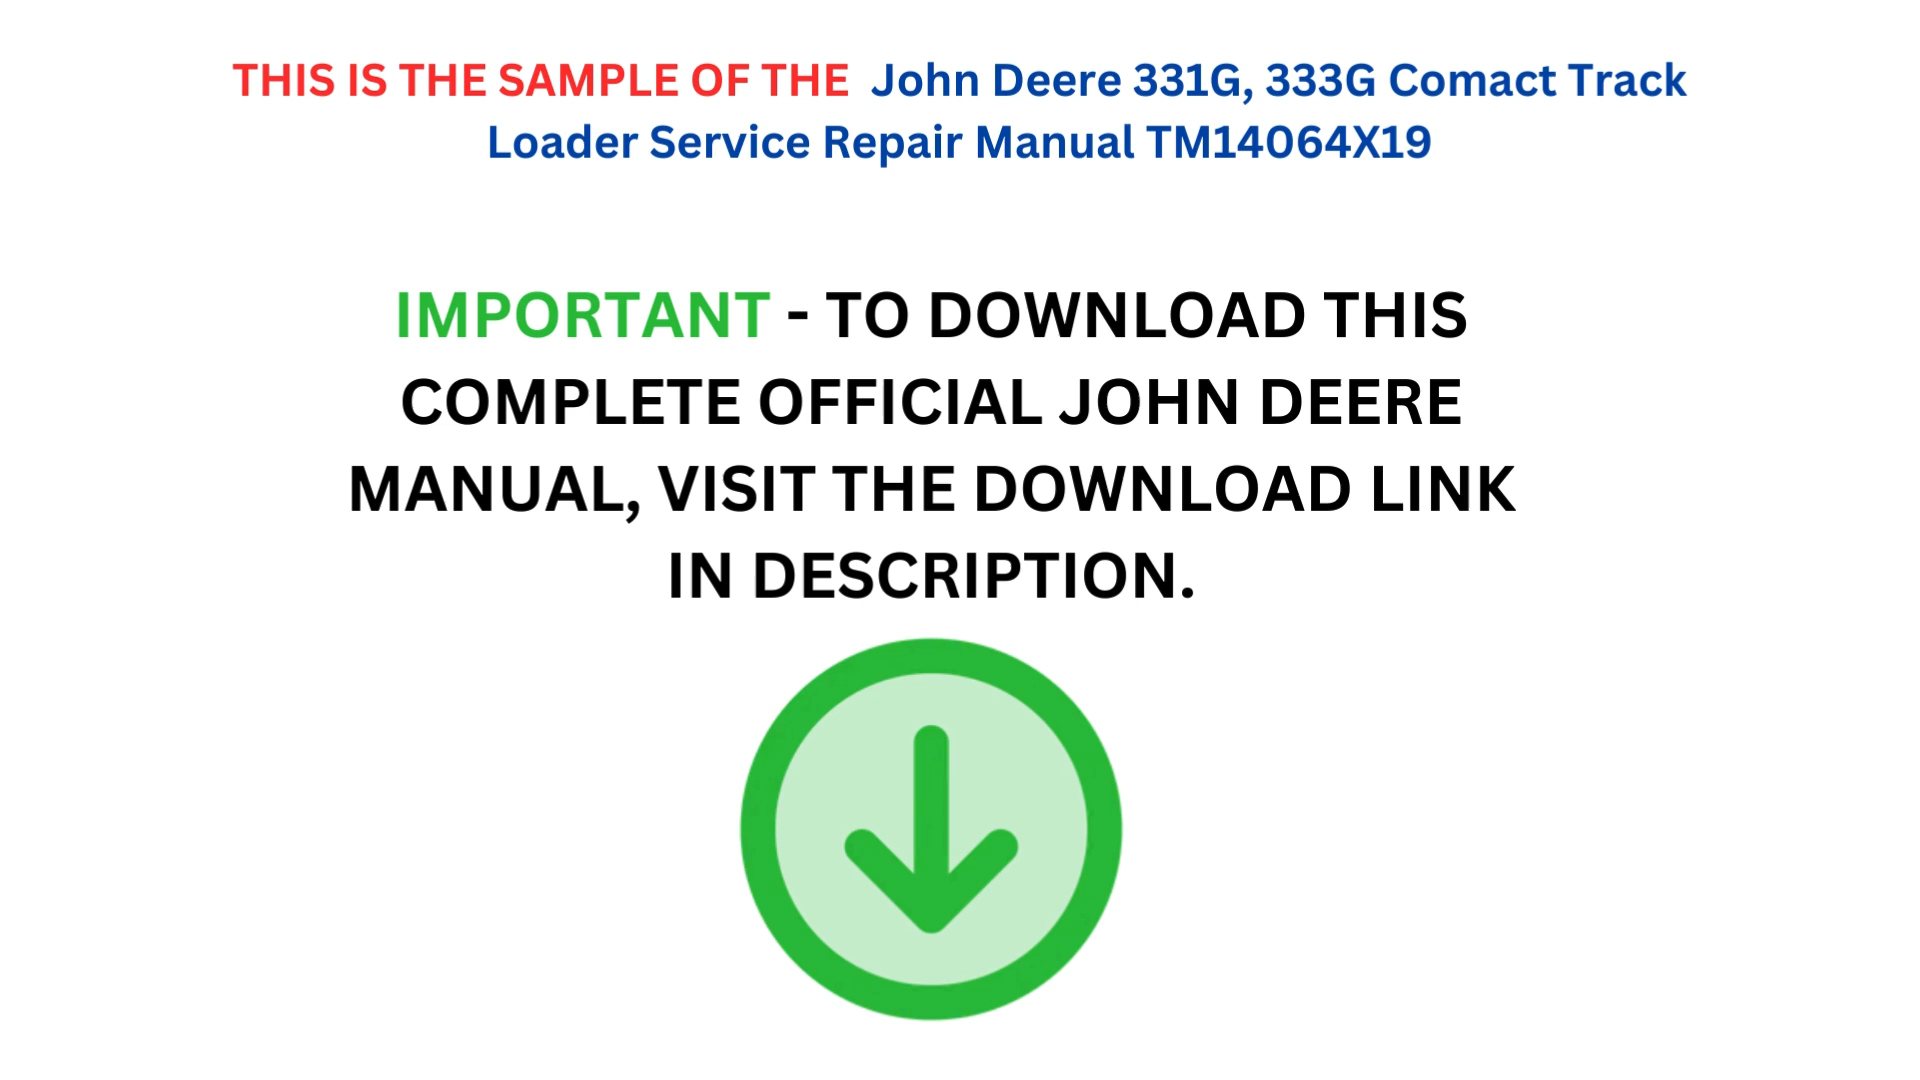 THIS IS THE SAMPLE OF THE John Deere 331G, 333G Comact Track
Loader Service Repair Manual TM14064X19
IMPORTANT - TO DOWNLOAD THIS
COMPLETE OFFICIAL JOHN DEERE
MANUAL, VISIT THE DOWNLOAD LINK
IN DESCRIPTION.